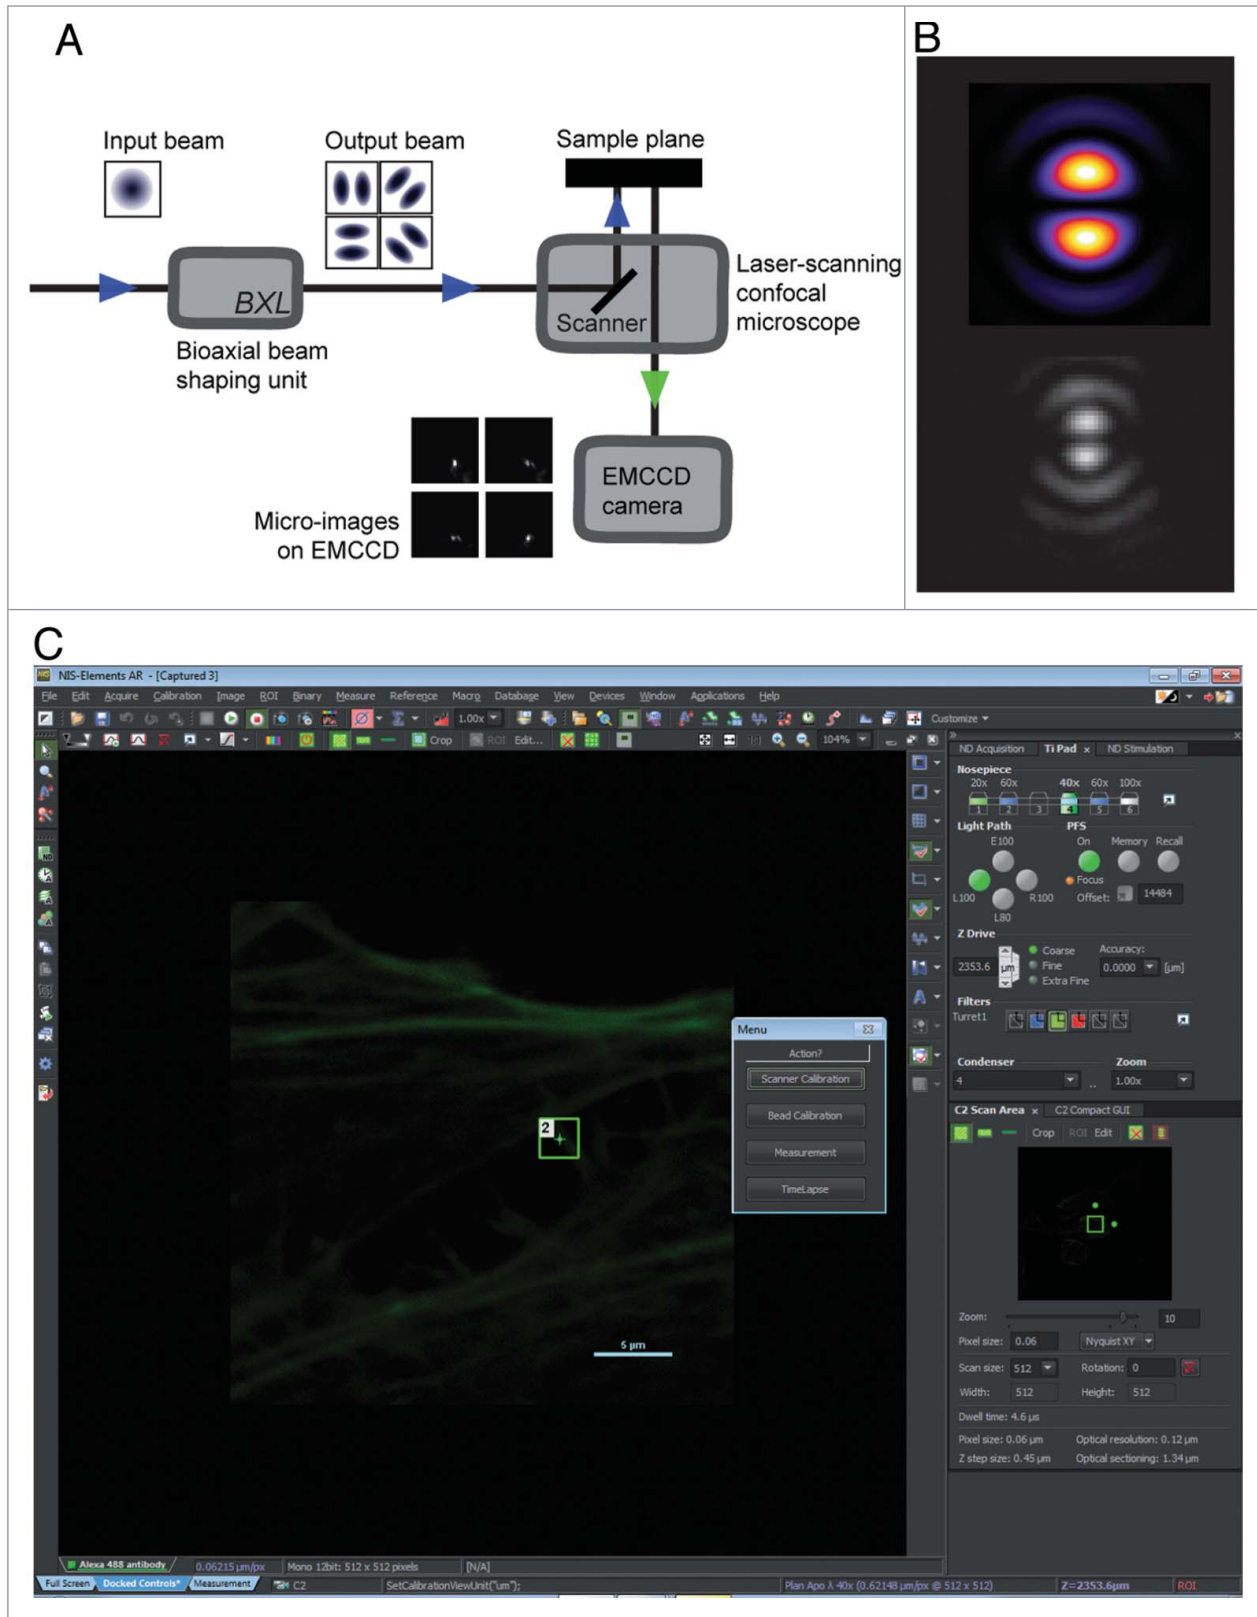 A
Input beam
Output beam
Sample plane
BXL
Bioaxial beam
shaping unit
Scanner
Laser-scanning
confocal
microscope
EMCCD
camera
Micro-images
on EMCCD
B
C
NIS-Elements AR - [Captured 3]
File Edit Acquire Calibration Image ROI Binary Measure Reference Macro Database View Devices Window Applications Help
1.00x Customize
Crop ROI Edit... 1:1 104%
ND Acquisition Ti Pad x ND Stimulation
Nosepiece
20x 60x 40x 60x 100x
1 2 3 4 5 6
Light Path PFS
E100 On Memory Recall
Focus
L100 R100 Offset: 14484
L80
Z Drive
Coarse Accuracy:
2353.6 µm Fine 0.0000 [µm]
Extra Fine
Filters
Turret1
Condenser Zoom
4 .. 1.00x
C2 Scan Area x C2 Compact GUI
Crop ROI Edit
Zoom: 10
Pixel size: 0.06 Nyquist XY
Scan size: 512 Rotation: 0
Width: 512 Height: 512
Dwell time: 4.6 µs
Pixel size: 0.06 µm Optical resolution: 0.12 µm
Z step size: 0.45 µm Optical sectioning: 1.34 µm
Menu
Action?
Scanner Calibration
Bead Calibration
Measurement
TimeLapse
2
5 µm
Alexa 488 antibody 0.06215 µm/px Mono 12bit: 512 x 512 pixels [N/A]
Full Screen Docked Controls* Measurement C2 SetCalibrationViewUnit("um"); Plan Apo λ 40x (0.62148 µm/px @ 512 x 512) Z=2353.6µm ROI